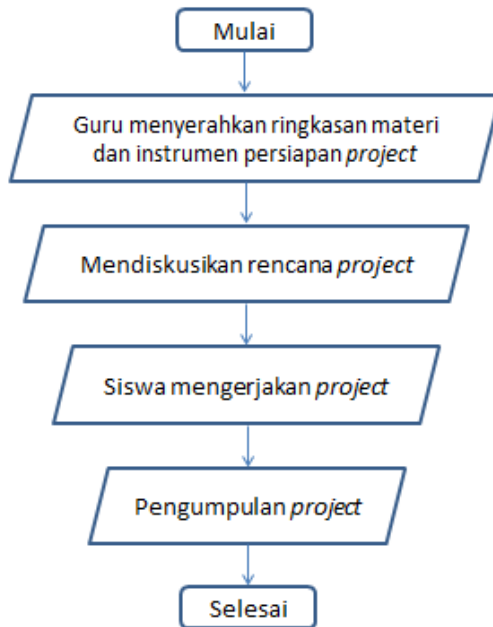 Mulai
Guru menyerahkan ringkasan materi
dan instrumen persiapan project
Mendiskusikan rencana project
Siswa mengerjakan project
Pengumpulan project
Selesai